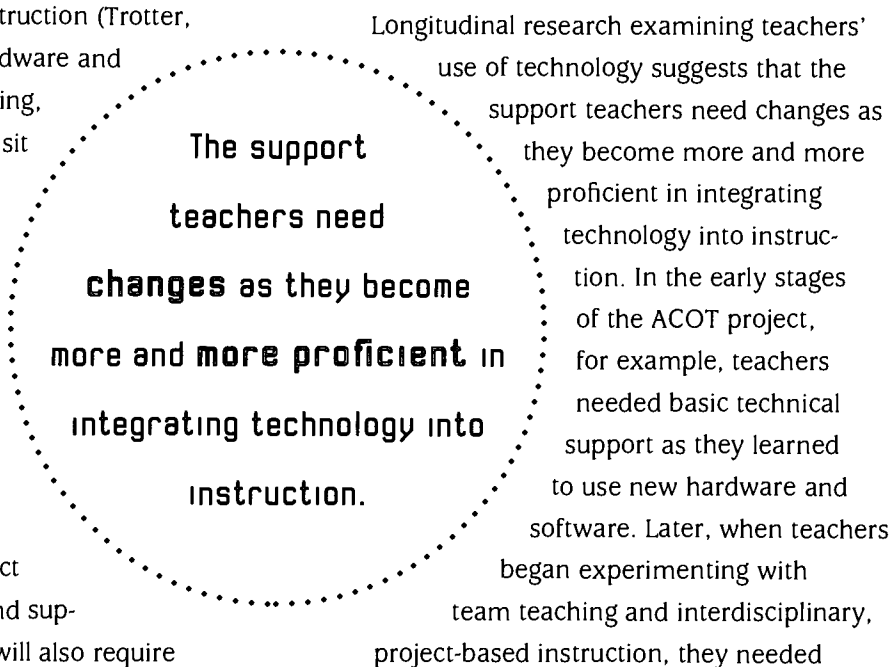 truction (Trotter,
dware and
ing,
sit
ct
nd sup-
will also require
The support
teachers need
changes as they become
more and more proficient in
integrating technology into
instruction.
Longitudinal research examining teachers'
use of technology suggests that the
support teachers need changes as
they become more and more
proficient in integrating
technology into instruc-
tion. In the early stages
of the ACOT project,
for example, teachers
needed basic technical
support as they learned
to use new hardware and
software. Later, when teachers
began experimenting with
team teaching and interdisciplinary,
project-based instruction, they needed